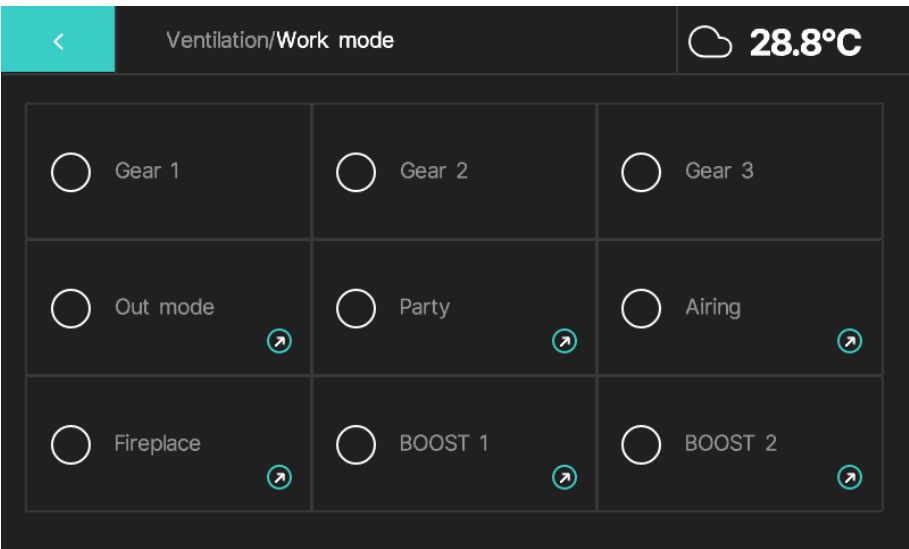 Ventilation/Work mode 28.8°C
Gear 1 Gear 2 Gear 3
Out mode Party Airing
Fireplace BOOST 1 BOOST 2